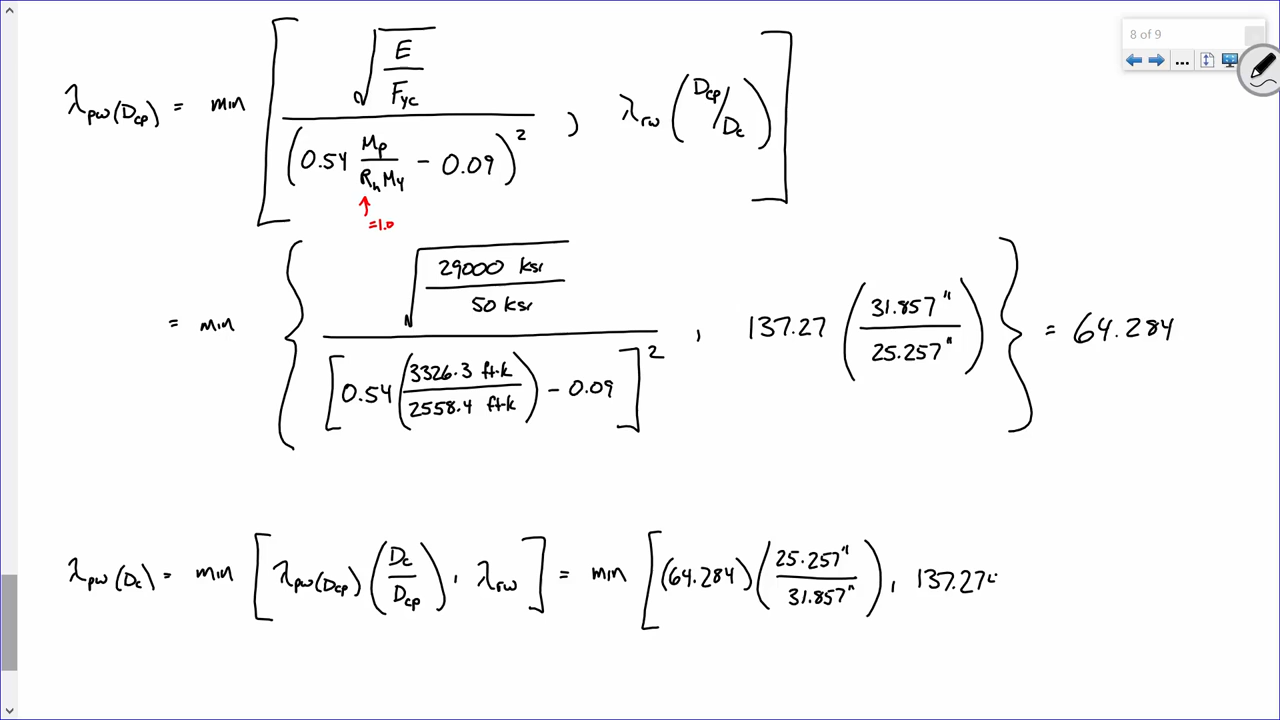 8 of 9
λpw(Dcp) = min [ √(E/Fyc) / (0.54 Mp/(Rh My) - 0.09)² , λrw (Dcp/Dc) ]
↑
=1.0
= min { √(29000 ksi / 50 ksi) / [0.54 (3326.3 ft-k / 2558.4 ft-k) - 0.09]² , 137.27 (31.857" / 25.257") } = 64.284
λpw(Dc) = min [ λpw(Dcp) (Dc/Dcp) , λrw ] = min [ (64.284) (25.257" / 31.857") , 137.27